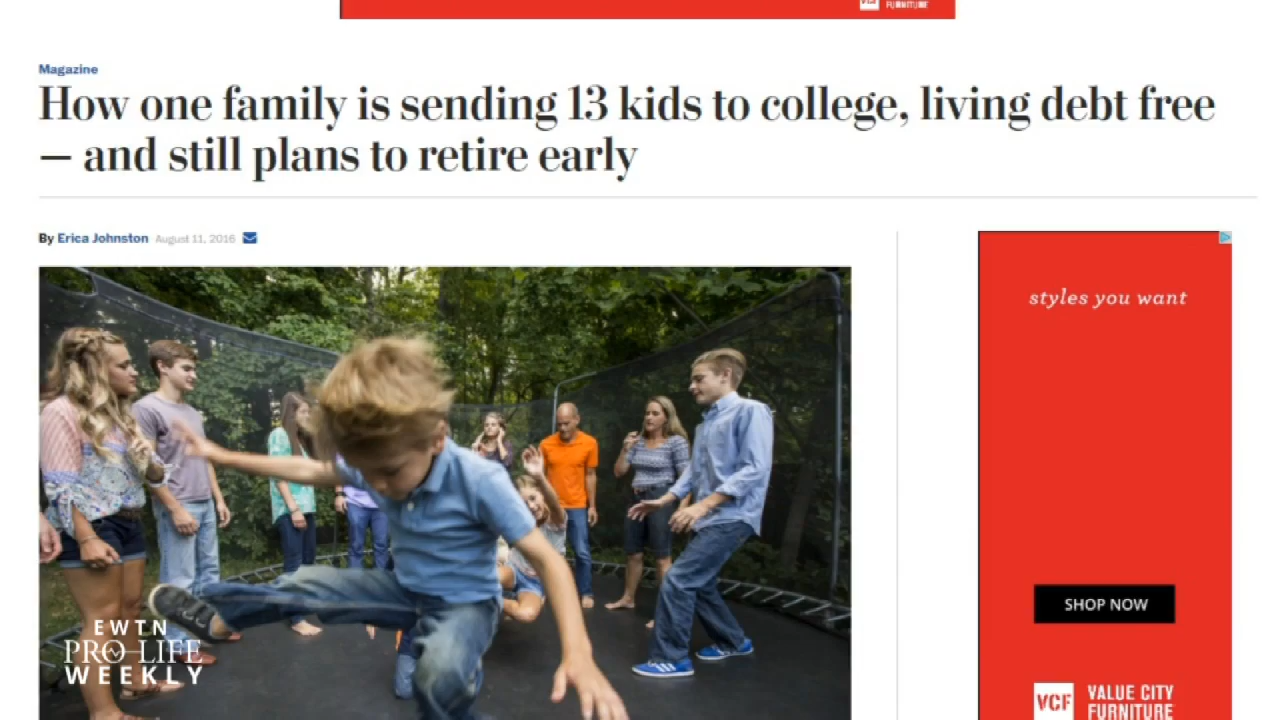 VCF
FURNITURE
Magazine
How one family is sending 13 kids to college, living debt free
— and still plans to retire early
By Erica Johnston August 11, 2016
styles you want
SHOP NOW
VCF VALUE CITY
FURNITURE
EWTN
PRO-LIFE
WEEKLY